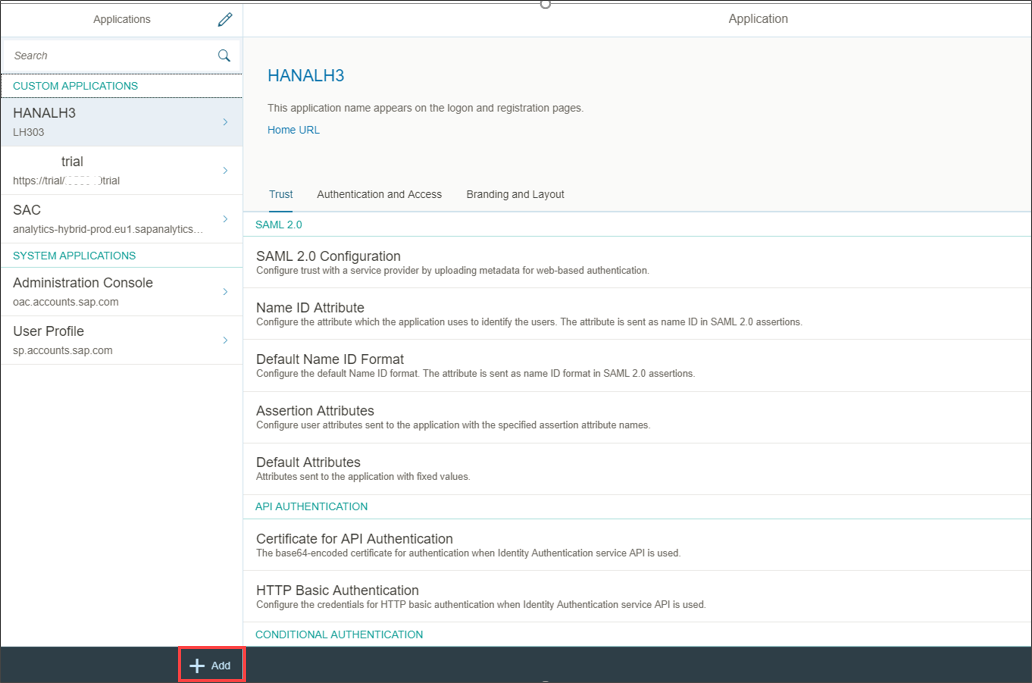 Applications
Search
CUSTOM APPLICATIONS
HANALH3
LH303
trial
https://trial/ )trial
SAC
analytics-hybrid-prod.eu1.sapanalytics...
SYSTEM APPLICATIONS
Administration Console
oac.accounts.sap.com
User Profile
sp.accounts.sap.com
Add
Application
HANALH3
This application name appears on the logon and registration pages.
Home URL
Trust Authentication and Access Branding and Layout
SAML 2.0
SAML 2.0 Configuration
Configure trust with a service provider by uploading metadata for web-based authentication.
Name ID Attribute
Configure the attribute which the application uses to identify the users. The attribute is sent as name ID in SAML 2.0 assertions.
Default Name ID Format
Configure the default Name ID format. The attribute is sent as name ID format in SAML 2.0 assertions.
Assertion Attributes
Configure user attributes sent to the application with the specified assertion attribute names.
Default Attributes
Attributes sent to the application with fixed values.
API AUTHENTICATION
Certificate for API Authentication
The base64-encoded certificate for authentication when Identity Authentication service API is used.
HTTP Basic Authentication
Configure the credentials for HTTP basic authentication when Identity Authentication service API is used.
CONDITIONAL AUTHENTICATION